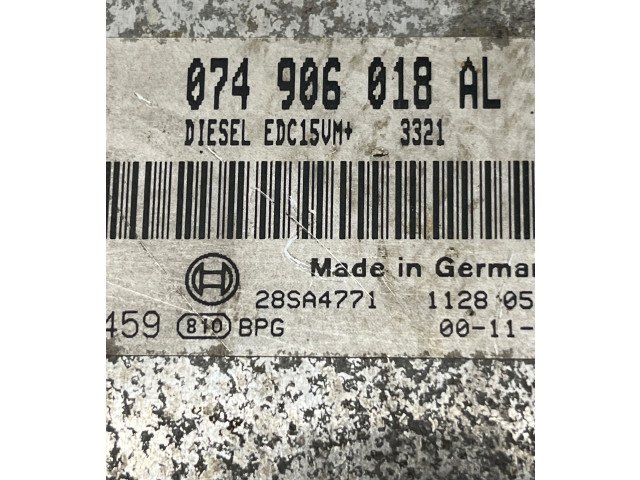 074 906 018 AL
DIESEL EDC15VM+ 3321
Made in German
28SA4771 1128 05
459 810 BPG 00-11-